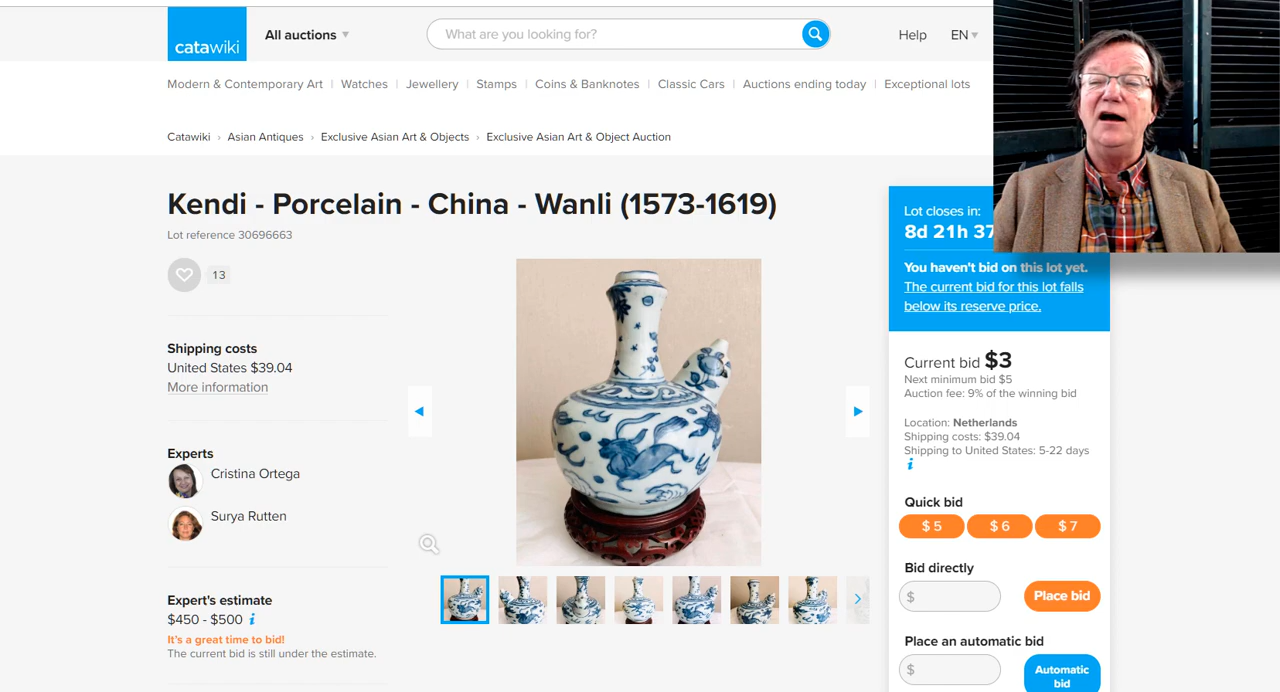 catawiki
All auctions
What are you looking for?
Help
EN
Modern & Contemporary Art | Watches | Jewellery | Stamps | Coins & Banknotes | Classic Cars | Auctions ending today | Exceptional lots
Catawiki › Asian Antiques › Exclusive Asian Art & Objects › Exclusive Asian Art & Object Auction
Kendi - Porcelain - China - Wanli (1573-1619)
Lot reference 30696663
13
Shipping costs
United States $39.04
More information
Experts
Cristina Ortega
Surya Rutten
Expert's estimate
$450 - $500 i
It's a great time to bid!
The current bid is still under the estimate.
Lot closes in:
8d 21h 37
You haven't bid on this lot yet.
The current bid for this lot falls
below its reserve price.
Current bid $3
Next minimum bid $5
Auction fee: 9% of the winning bid
Location: Netherlands
Shipping costs: $39.04
Shipping to United States: 5-22 days
i
Quick bid
$ 5
$ 6
$ 7
Bid directly
$
Place bid
Place an automatic bid
$
Automatic
bid